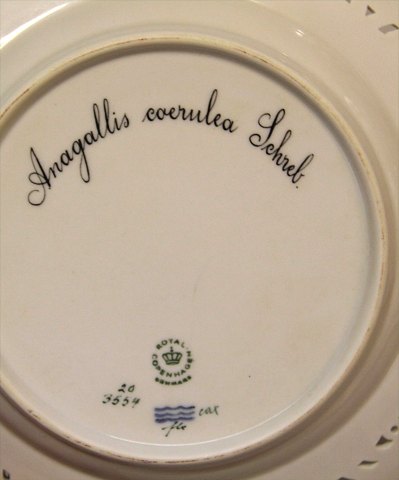 Anagallis coerulea Schreb.
ROYAL
COPENHAGEN
DENMARK
20
3554